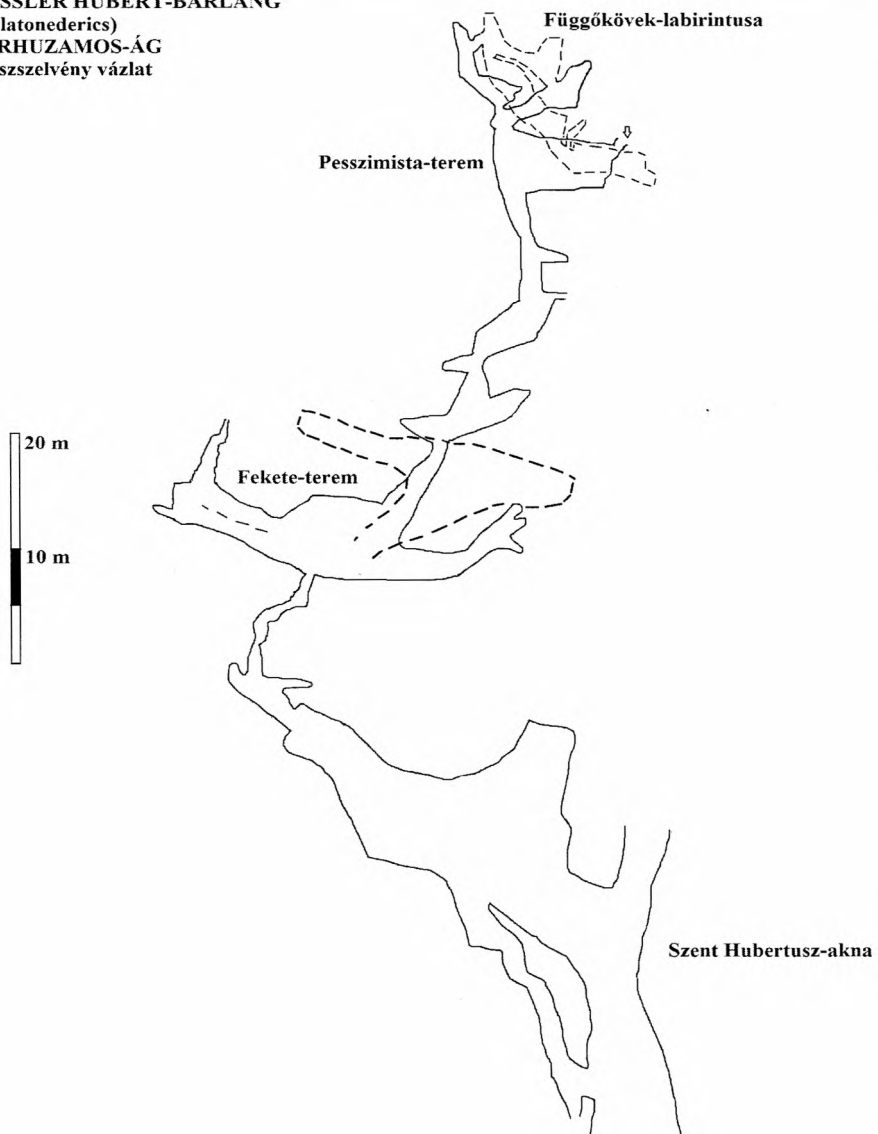 SSLER HUBERT-BARLANG
latonederics)
RHUZAMOS-ÁG
szszelvény vázlat
Függőkövek-labirintusa
Pesszimista-terem
20 m
Fekete-terem
10 m
Szent Hubertusz-akna